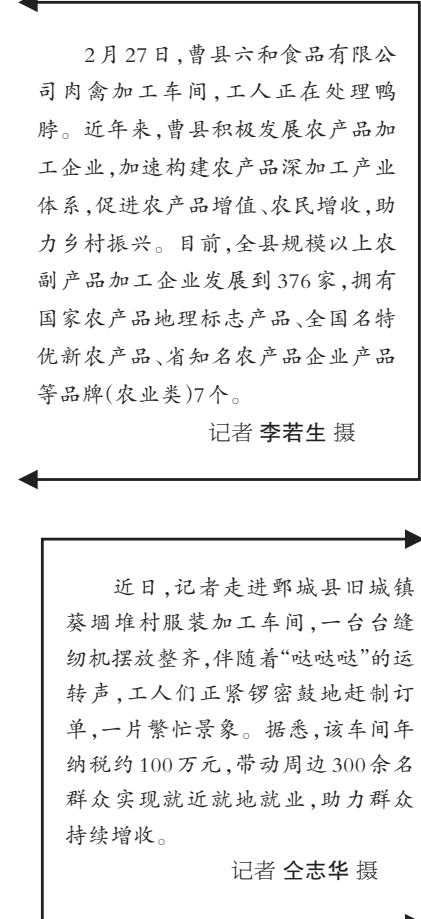 2月27日,曹县六和食品有限公
司肉禽加工车间,工人正在处理鸭
脖。近年来,曹县积极发展农产品加
工企业,加速构建农产品深加工产业
体系,促进农产品增值、农民增收,助
力乡村振兴。目前,全县规模以上农
副产品加工企业发展到376家,拥有
国家农产品地理标志产品、全国名特
优新农产品、省知名农产品企业产品
等品牌(农业类)7个。
记者 李若生 摄
近日,记者走进鄄城县旧城镇
葵堌堆村服装加工车间,一台台缝
纫机摆放整齐,伴随着“哒哒哒”的运
转声,工人们正紧锣密鼓地赶制订
单,一片繁忙景象。据悉,该车间年
纳税约100万元,带动周边300余名
群众实现就近就地就业,助力群众
持续增收。
记者 仝志华 摄